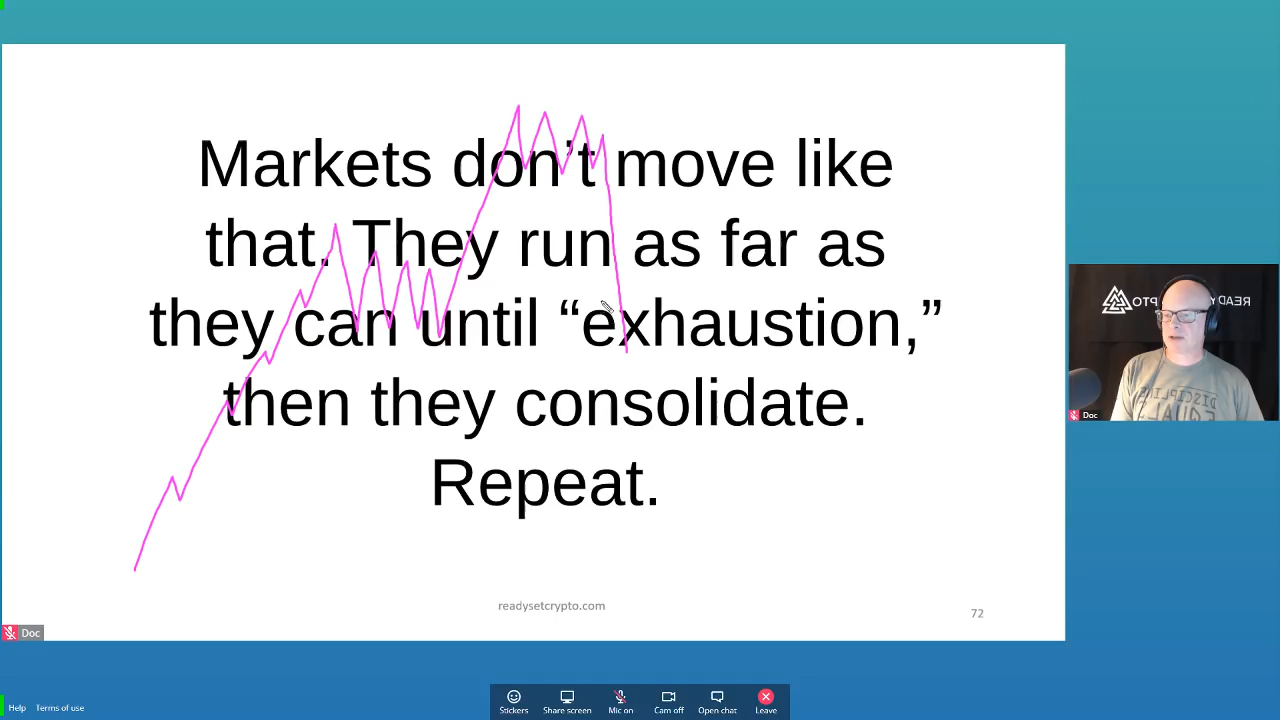 Markets don't move like
that. They run as far as
they can until “exhaustion,”
then they consolidate.
Repeat.
readysetcrypto.com
72
Doc
Doc
Help
Terms of use
Stickers
Share screen
Mic on
Cam off
Open chat
Leave